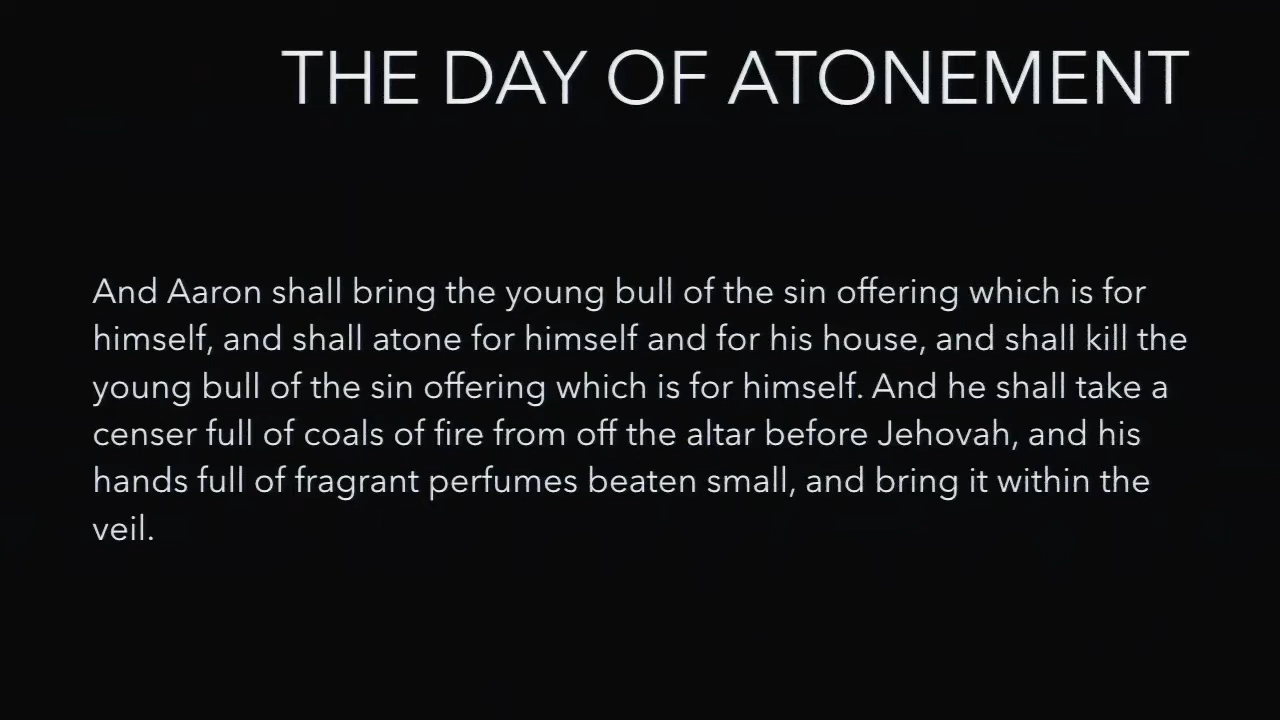 THE DAY OF ATONEMENT
And Aaron shall bring the young bull of the sin offering which is for
himself, and shall atone for himself and for his house, and shall kill the
young bull of the sin offering which is for himself. And he shall take a
censer full of coals of fire from off the altar before Jehovah, and his
hands full of fragrant perfumes beaten small, and bring it within the
veil.